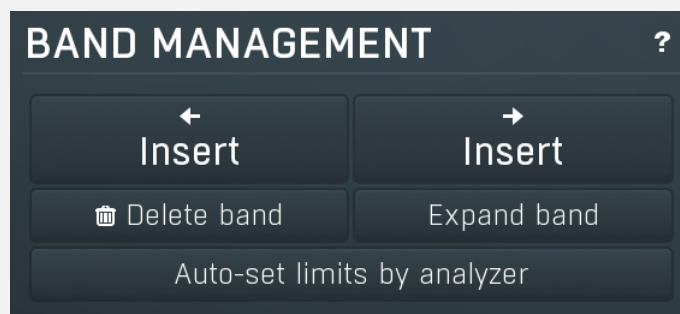 BAND MANAGEMENT ?
← →
Insert Insert
Delete band Expand band
Auto-set limits by analyzer